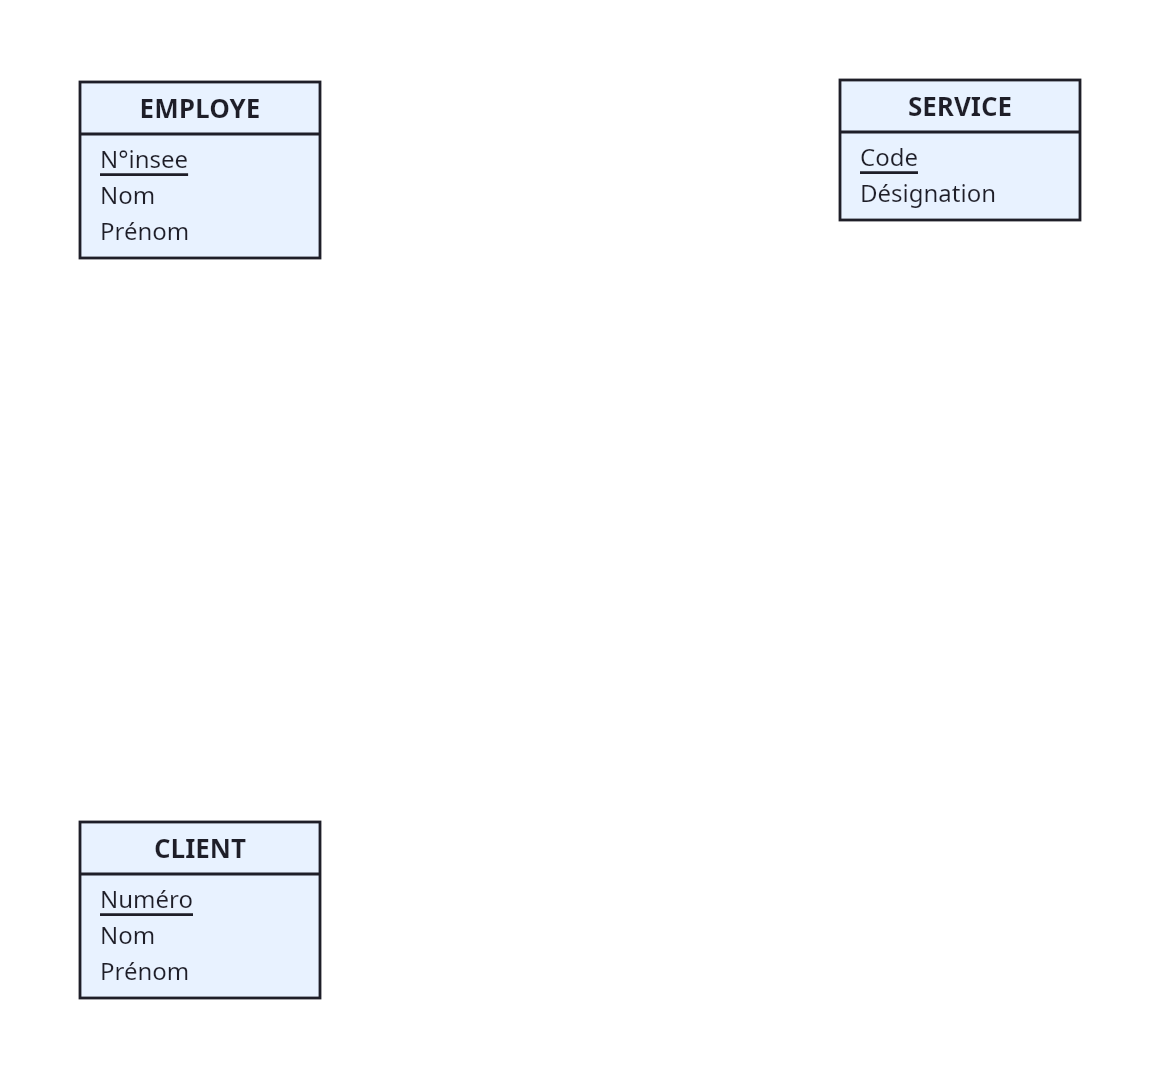 EMPLOYE
N°insee
Nom
Prénom
SERVICE
Code
Désignation
CLIENT
Numéro
Nom
Prénom